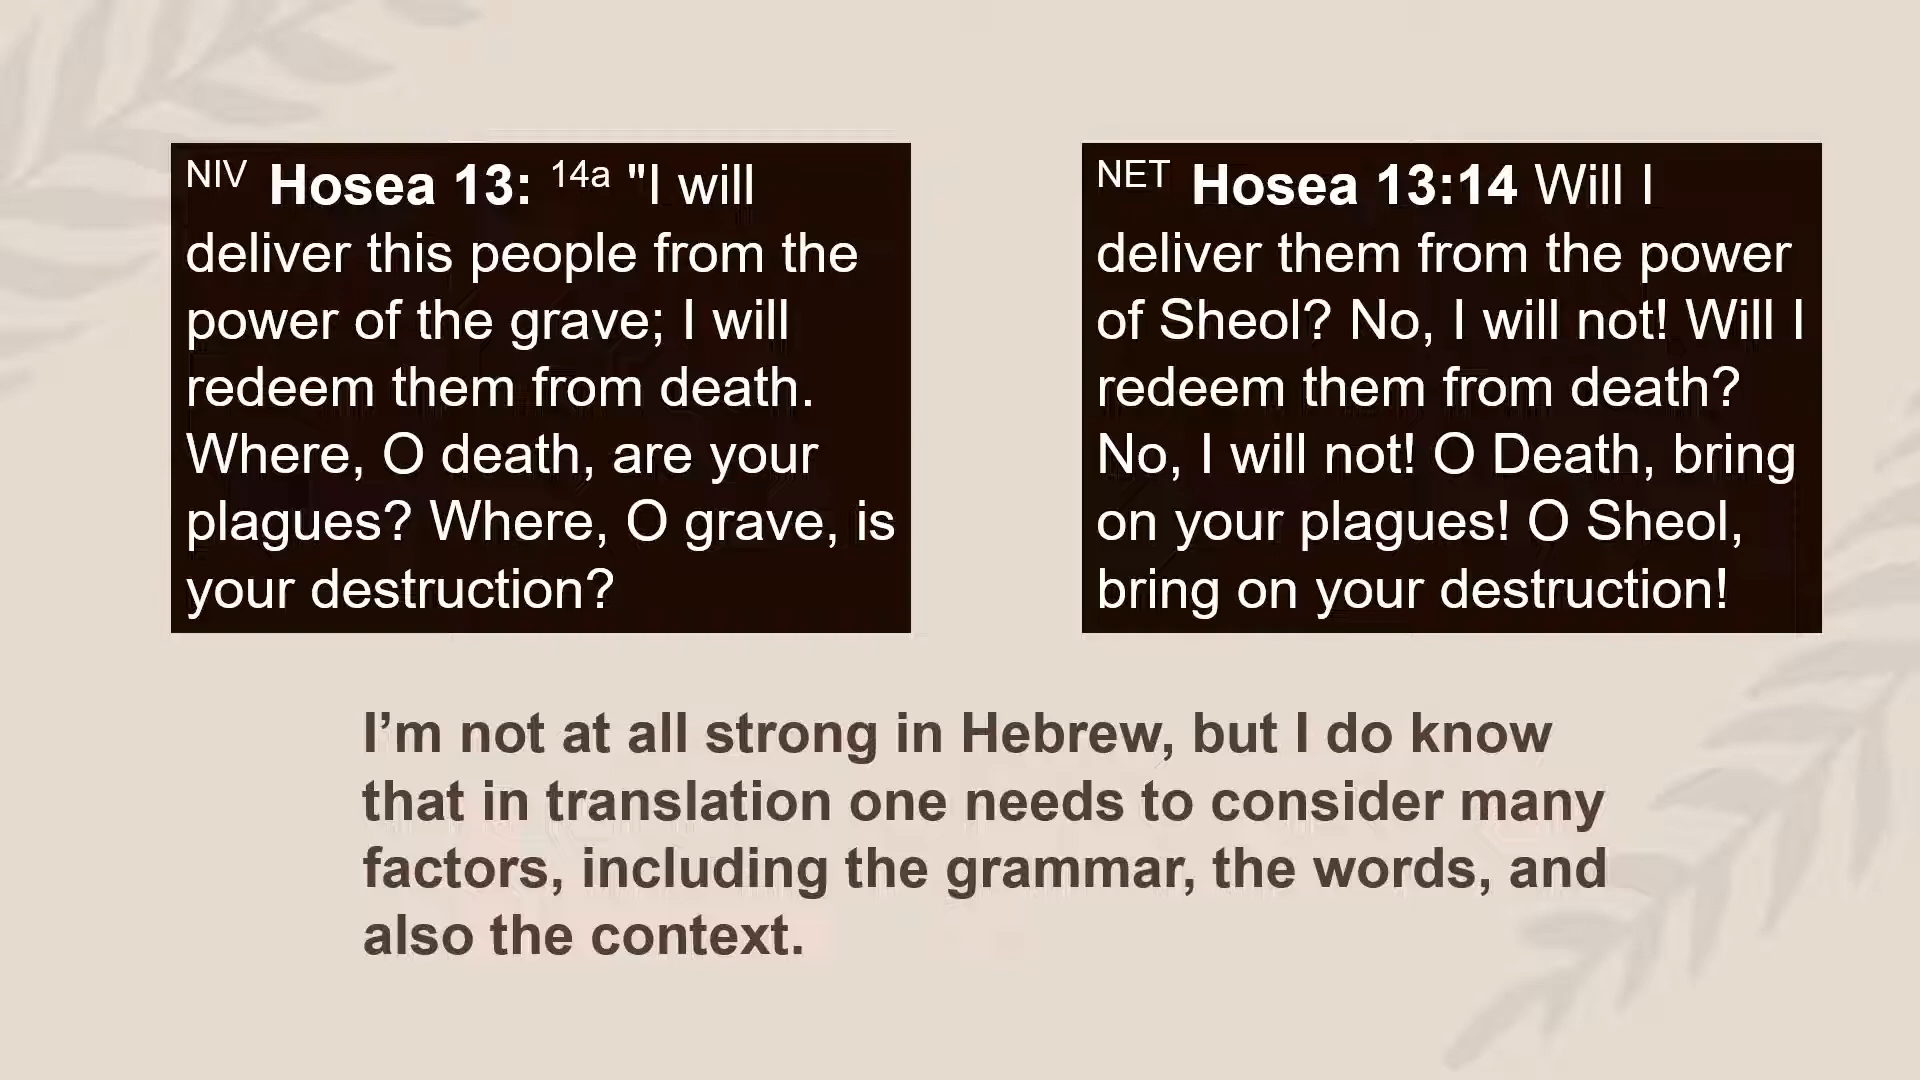 NIV Hosea 13: 14a "I will
deliver this people from the
power of the grave; I will
redeem them from death.
Where, O death, are your
plagues? Where, O grave, is
your destruction?
NET Hosea 13:14 Will I
deliver them from the power
of Sheol? No, I will not! Will I
redeem them from death?
No, I will not! O Death, bring
on your plagues! O Sheol,
bring on your destruction!
I’m not at all strong in Hebrew, but I do know
that in translation one needs to consider many
factors, including the grammar, the words, and
also the context.